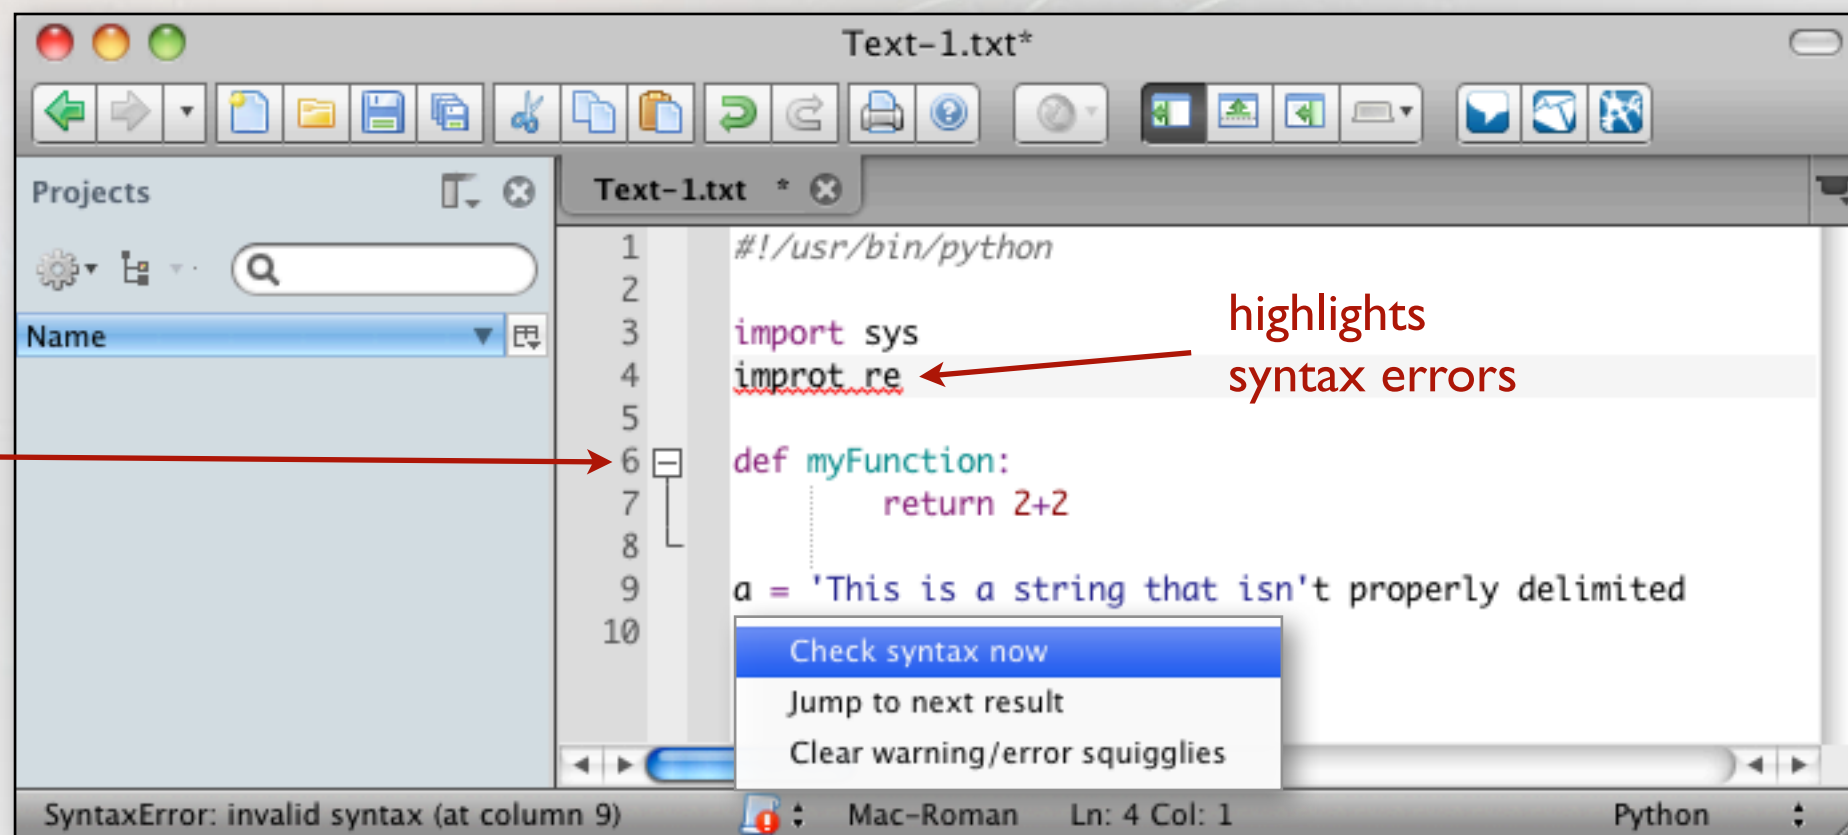 Text-1.txt*
Projects
Text-1.txt *
Name
1 #!/usr/bin/python
2
3 import sys
4 improt re
5
6 def myFunction:
7 return 2+2
8
9 a = 'This is a string that isn't properly delimited
10
highlights
syntax errors
Check syntax now
Jump to next result
Clear warning/error squigglies
SyntaxError: invalid syntax (at column 9)
Mac-Roman
Ln: 4 Col: 1
Python